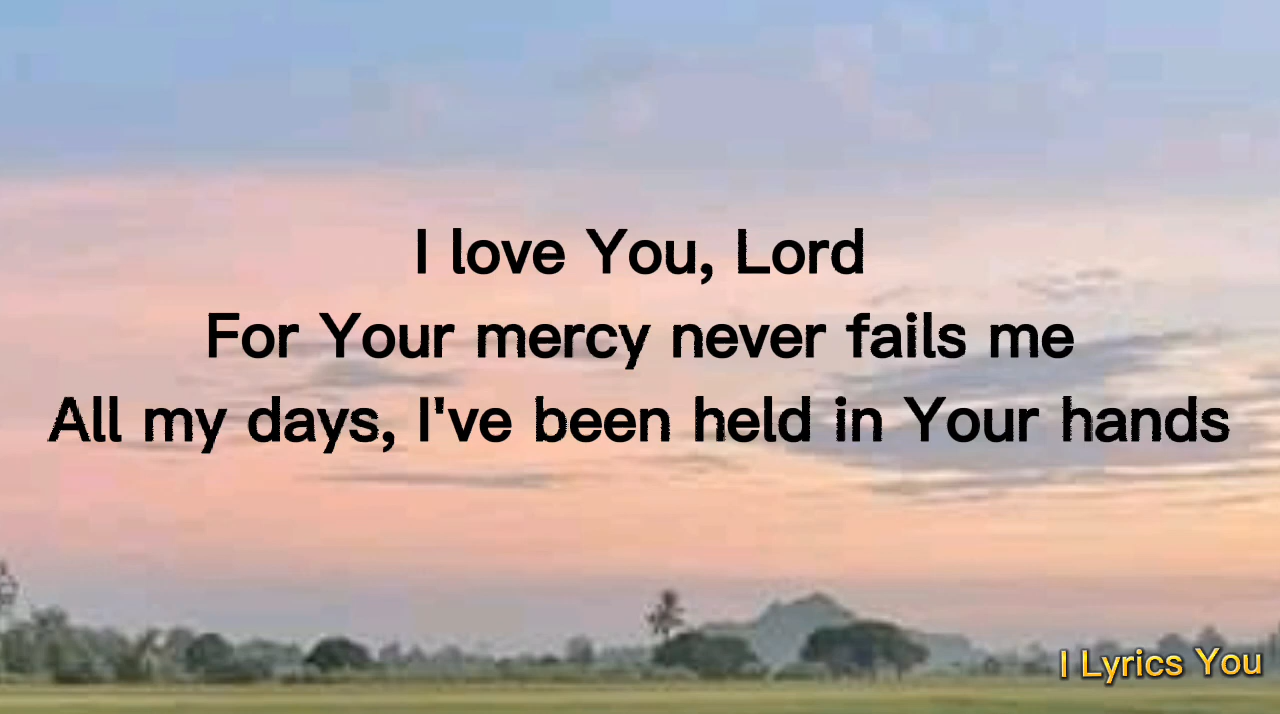 I love You, Lord
For Your mercy never fails me
All my days, I've been held in Your hands
I Lyrics You